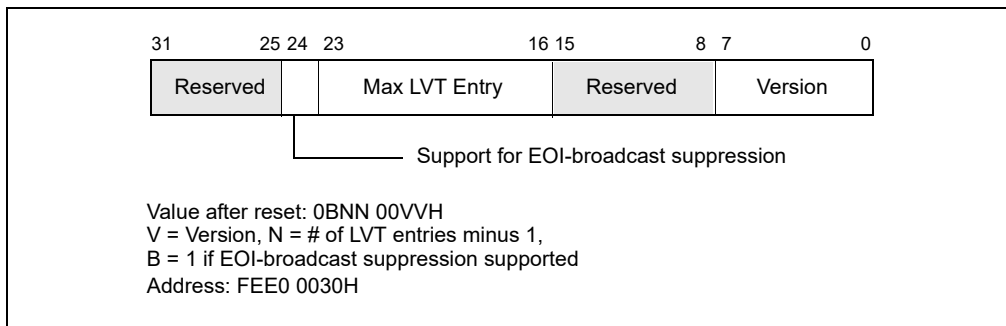 31 25 24 23 16 15 8 7 0
Reserved Max LVT Entry Reserved Version
Support for EOI-broadcast suppression
Value after reset: 0BNN 00VVH
V = Version, N = # of LVT entries minus 1,
B = 1 if EOI-broadcast suppression supported
Address: FEE0 0030H